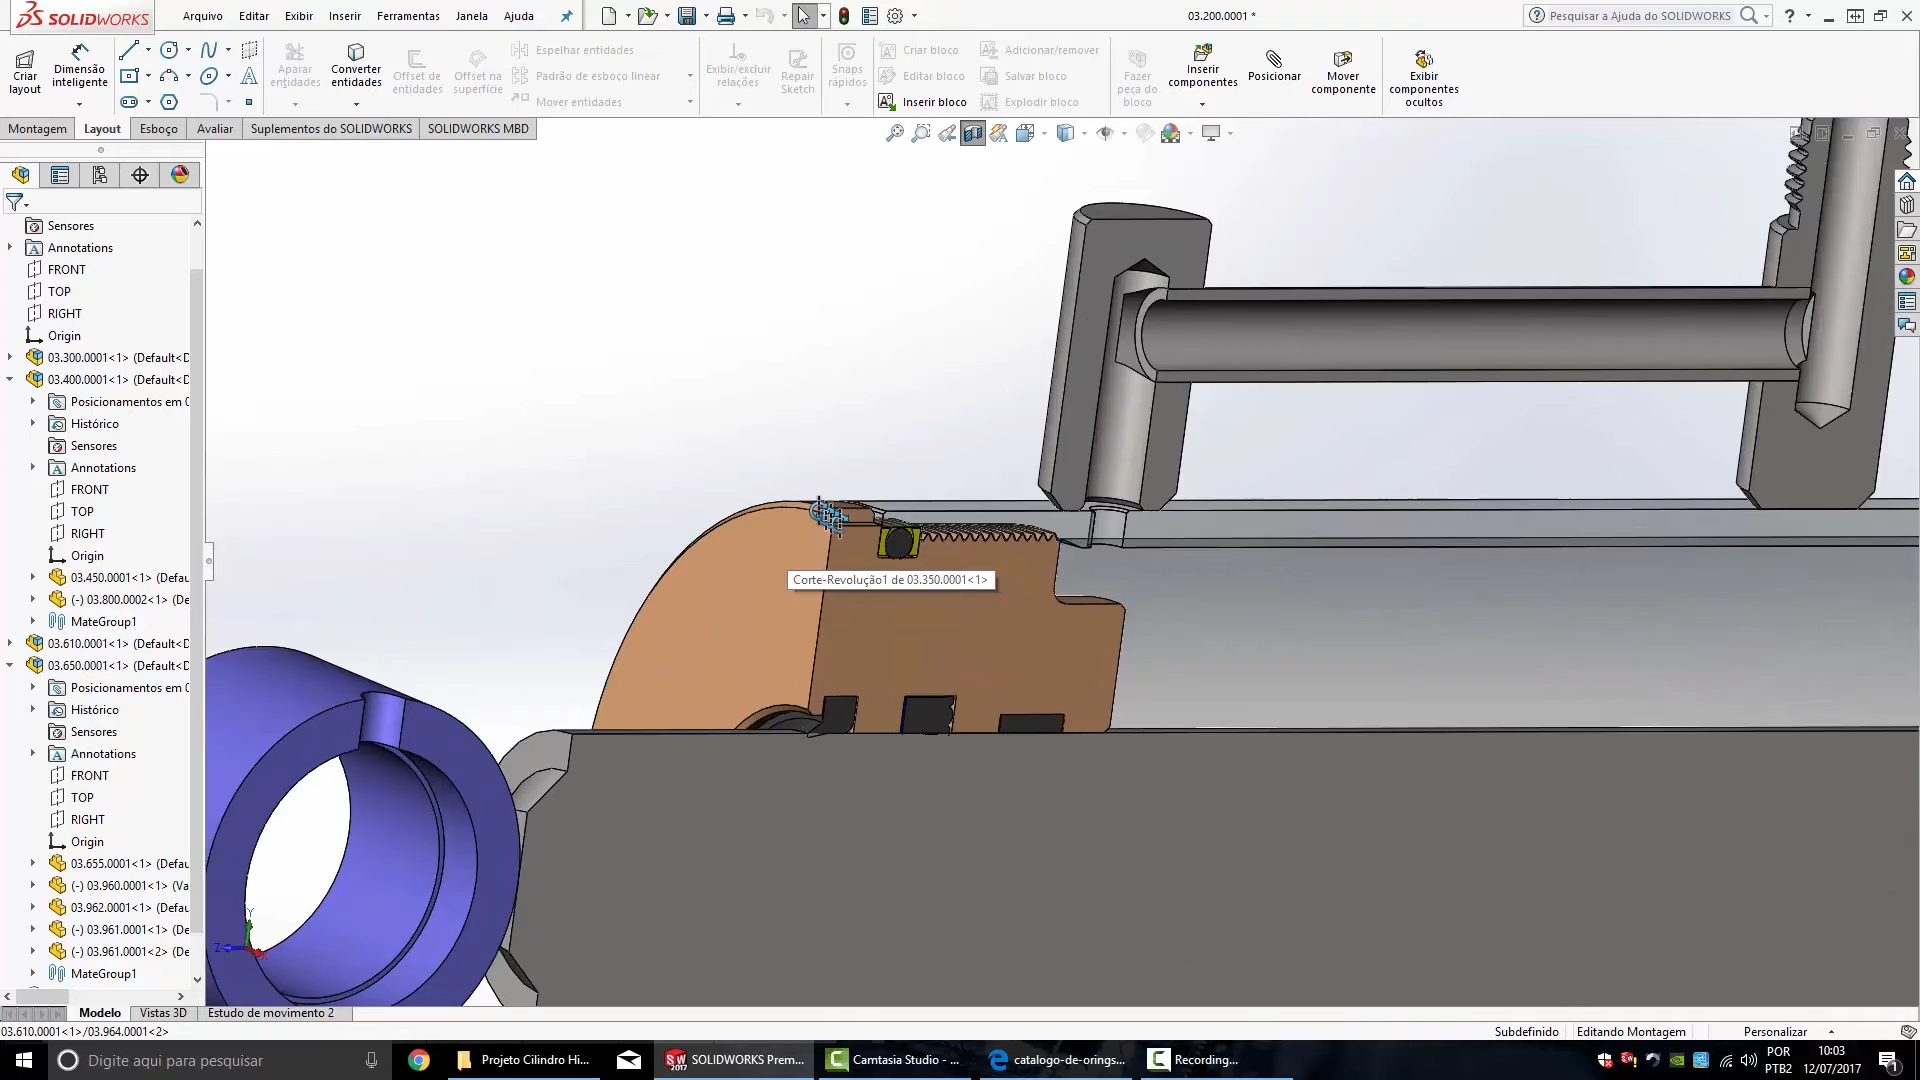 SOLIDWORKS
Arquivo Editar Exibir Inserir Ferramentas Janela Ajuda
03.200.0001 *
Pesquisar a Ajuda do SOLIDWORKS
Criar layout
Dimensão inteligente
Aparar entidades
Converter entidades
Offset de entidades
Offset na superfície
Espelhar entidades
Padrão de esboço linear
Mover entidades
Exibir/excluir relações
Repair Sketch
Snaps rápidos
Criar bloco
Editar bloco
Inserir bloco
Adicionar/remover
Salvar bloco
Explodir bloco
Fazer peça do bloco
Inserir componentes
Posicionar
Mover componente
Exibir componentes ocultos
Montagem Layout Esboço Avaliar Suplementos do SOLIDWORKS SOLIDWORKS MBD
Sensores
Annotations
FRONT
TOP
RIGHT
Origin
03.300.0001<1> (Default<D
03.400.0001<1> (Default<D
Posicionamentos em 0
Histórico
Sensores
Annotations
FRONT
TOP
RIGHT
Origin
03.450.0001<1> (Default<D
(-) 03.800.0002<1> (De
MateGroup1
03.610.0001<1> (Default<D
03.650.0001<1> (Default<D
Posicionamentos em 0
Histórico
Sensores
Annotations
FRONT
TOP
RIGHT
Origin
03.655.0001<1> (Defau
(-) 03.960.0001<1> (Va
03.962.0001<1> (Defau
(-) 03.961.0001<1> (De
(-) 03.961.0001<2> (De
MateGroup1
Corte-Revolução1 de 03.350.0001<1>
Y
Z
Modelo Vistas 3D Estudo de movimento 2
03.610.0001<1>/03.964.0001<2>
Subdefinido Editando Montagem Personalizar
Digite aqui para pesquisar
Projeto Cilindro Hi...
SOLIDWORKS Prem...
Camtasia Studio - ...
catalogo-de-orings...
Recording...
POR
PTB2
10:03
12/07/2017